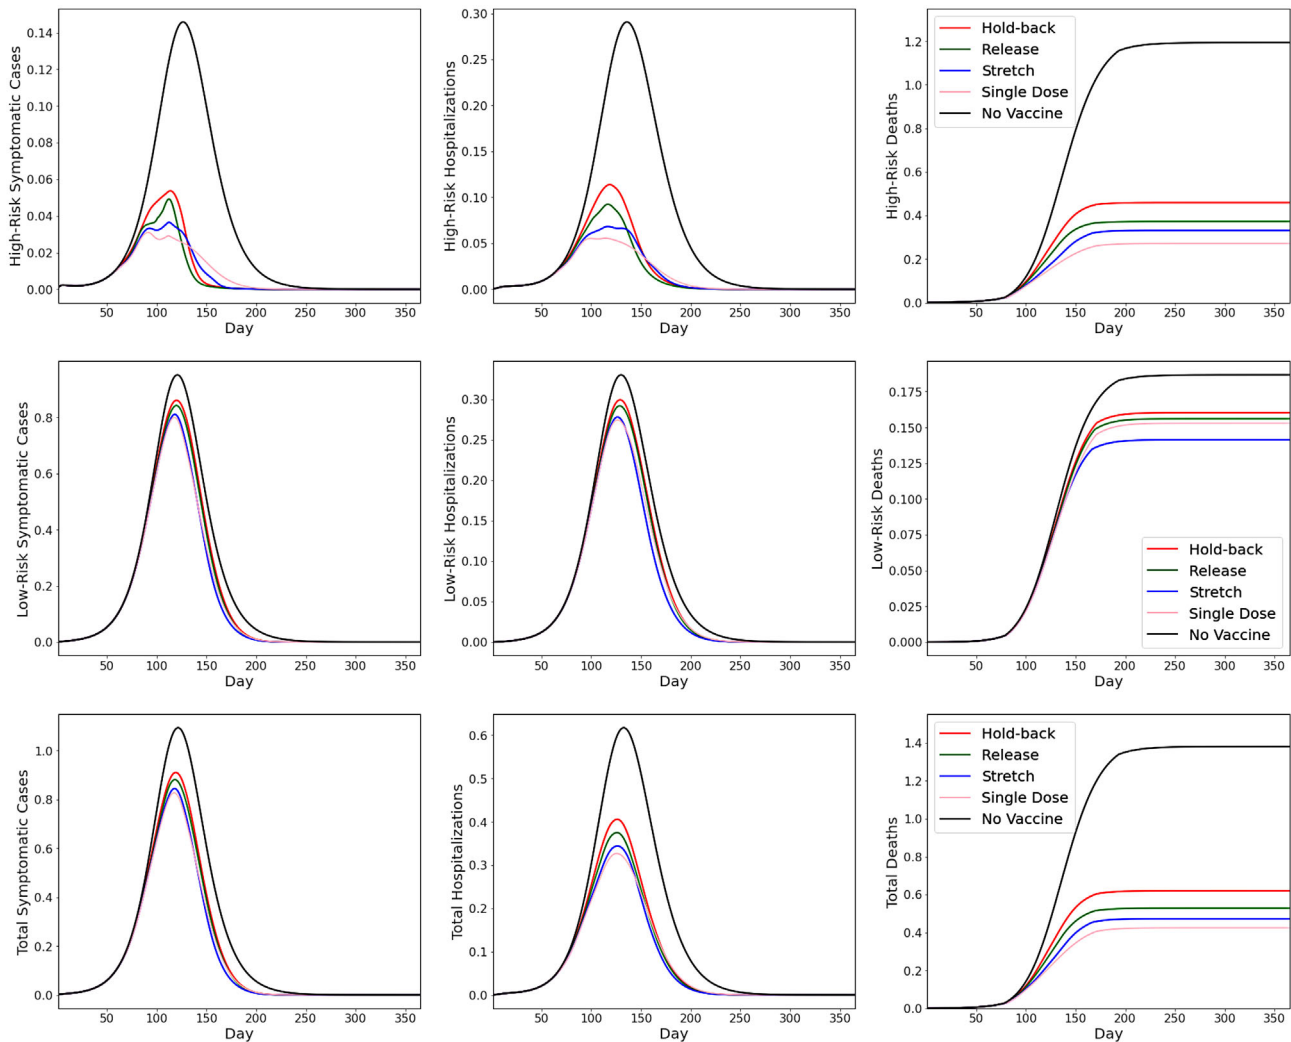 High-Risk Symptomatic Cases
0.14
0.12
0.10
0.08
0.06
0.04
0.02
0.00
50 100 150 200 250 300 350
Day
High-Risk Hospitalizations
0.30
0.25
0.20
0.15
0.10
0.05
0.00
50 100 150 200 250 300 350
Day
High-Risk Deaths
1.2
1.0
0.8
0.6
0.4
0.2
0.0
Hold-back
Release
Stretch
Single Dose
No Vaccine
50 100 150 200 250 300 350
Day
Low-Risk Symptomatic Cases
0.8
0.6
0.4
0.2
0.0
50 100 150 200 250 300 350
Day
Low-Risk Hospitalizations
0.30
0.25
0.20
0.15
0.10
0.05
0.00
50 100 150 200 250 300 350
Day
Low-Risk Deaths
0.175
0.150
0.125
0.100
0.075
0.050
0.025
0.000
Hold-back
Release
Stretch
Single Dose
No Vaccine
50 100 150 200 250 300 350
Day
Total Symptomatic Cases
1.0
0.8
0.6
0.4
0.2
0.0
50 100 150 200 250 300 350
Day
Total Hospitalizations
0.6
0.5
0.4
0.3
0.2
0.1
0.0
50 100 150 200 250 300 350
Day
Total Deaths
1.4
1.2
1.0
0.8
0.6
0.4
0.2
0.0
Hold-back
Release
Stretch
Single Dose
No Vaccine
50 100 150 200 250 300 350
Day